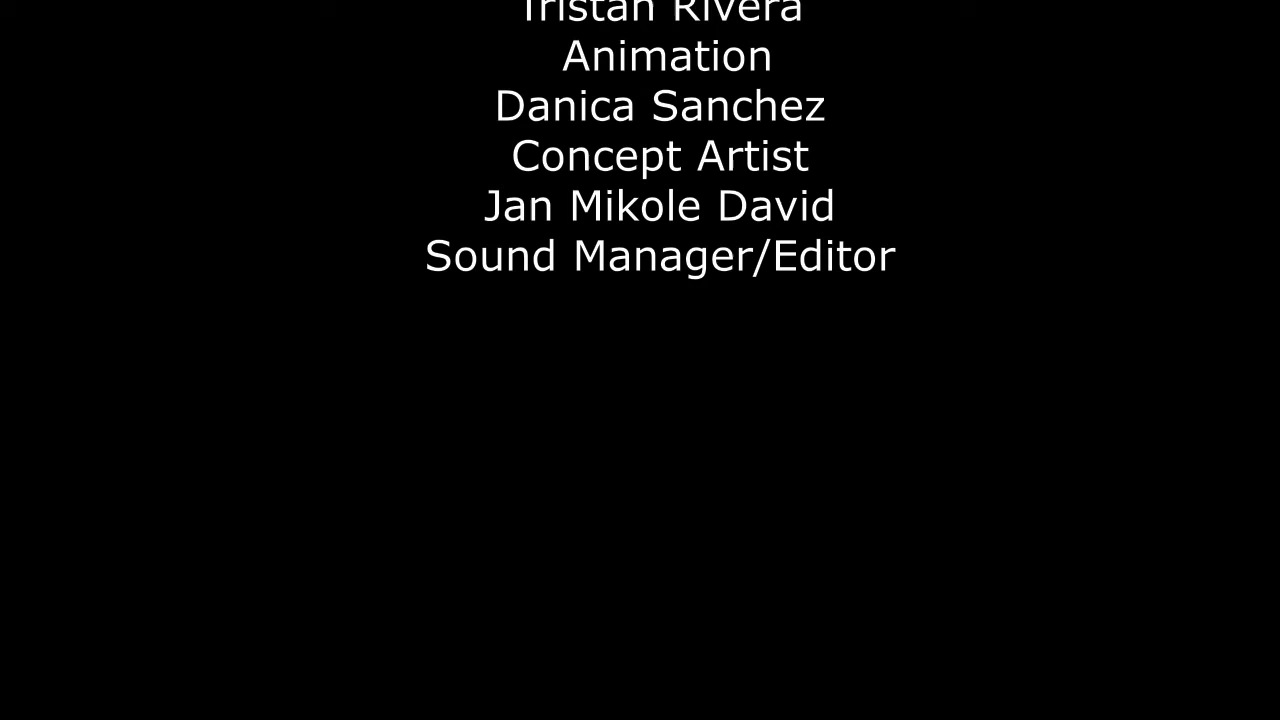 Tristan Rivera
Animation
Danica Sanchez
Concept Artist
Jan Mikole David
Sound Manager/Editor